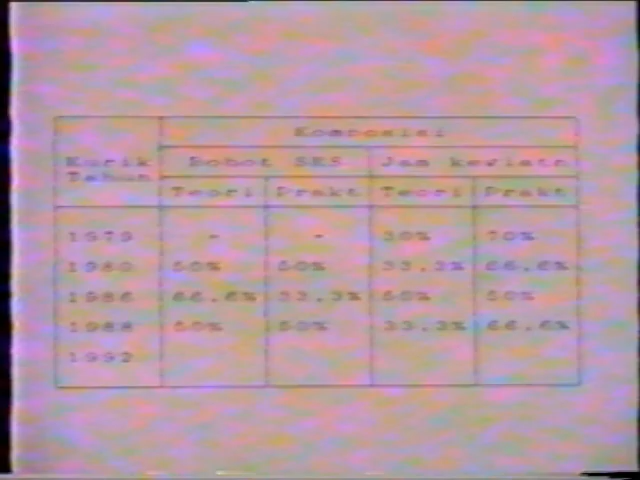 Komposisi
Kurik Bobot SKS Jam
Tahun
Teori Prakt Teori Prakt
1979 - - 30% 70%
1980 50% 50% 33,3% 66.6%
1986 66.6% 33.3% 50% 50%
1988 50% 50% 33.3% 66.6%
1992